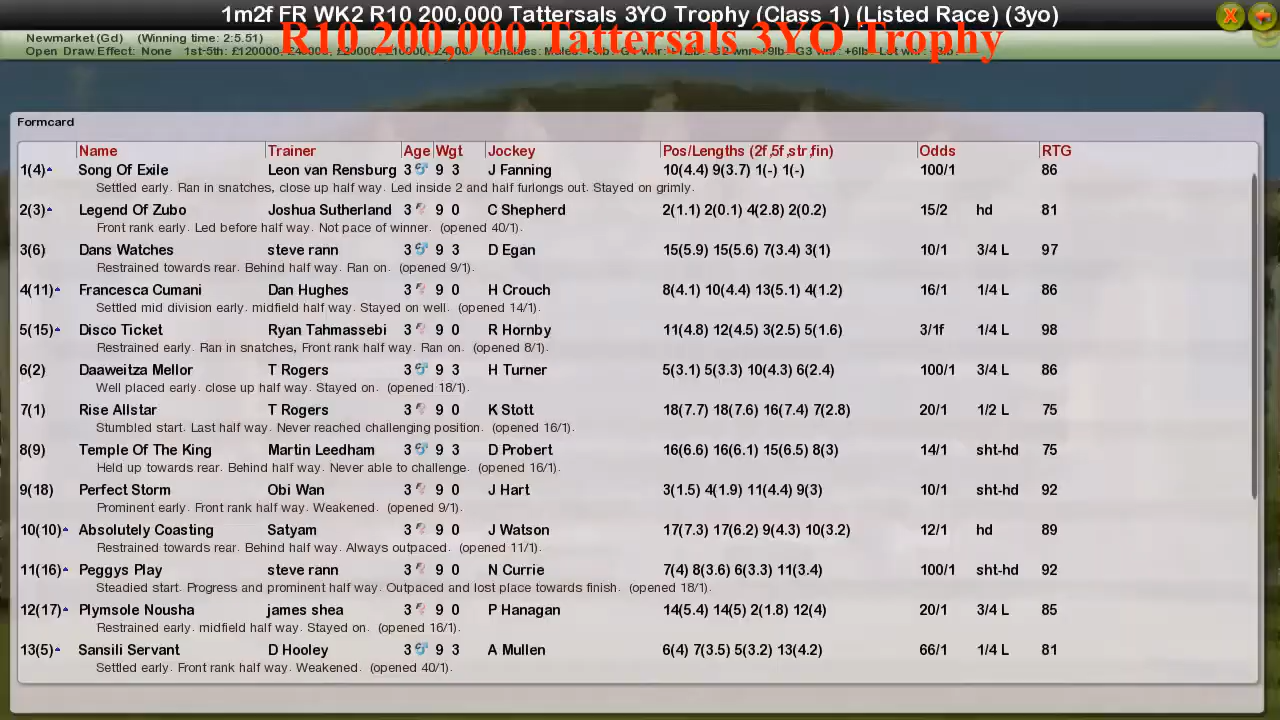 1m2f FR WK2 R10 200,000 Tattersals 3YO Trophy (Class 1) (Listed Race) (3yo)
R10 200,000 Tattersals 3YO Trophy
Newmarket (Gd) (Winning time: 2:5.51)
Open Draw Effect: None 1st-5th: £120000,
Formcard
Name Trainer Age Wgt Jockey Pos/Lengths (2f,5f,str,fin) Odds RTG
1(4) Song Of Exile Leon van Rensburg 3 9 3 J Fanning 10(4.4) 9(3.7) 1(-) 1(-) 100/1 86
Settled early. Ran in snatches, close up half way. Led inside 2 and half furlongs out. Stayed on grimly.
2(3) Legend Of Zubo Joshua Sutherland 3 9 0 C Shepherd 2(1.1) 2(0.1) 4(2.8) 2(0.2) 15/2 hd 81
Front rank early. Led before half way. Not pace of winner. (opened 40/1).
3(6) Dans Watches steve rann 3 9 3 D Egan 15(5.9) 15(5.6) 7(3.4) 3(1) 10/1 3/4 L 97
Restrained towards rear. Behind half way. Ran on. (opened 9/1).
4(11) Francesca Cumani Dan Hughes 3 9 0 H Crouch 8(4.1) 10(4.4) 13(5.1) 4(1.2) 16/1 1/4 L 86
Settled mid division early. midfield half way. Stayed on well. (opened 14/1).
5(15) Disco Ticket Ryan Tahmassebi 3 9 0 R Hornby 11(4.8) 12(4.5) 3(2.5) 5(1.6) 3/1f 1/4 L 98
Restrained early. Ran in snatches, Front rank half way. Ran on. (opened 8/1).
6(2) Daaweitza Mellor T Rogers 3 9 3 H Turner 5(3.1) 5(3.3) 10(4.3) 6(2.4) 100/1 3/4 L 86
Well placed early. close up half way. Stayed on. (opened 18/1).
7(1) Rise Allstar T Rogers 3 9 0 K Stott 18(7.7) 18(7.6) 16(7.4) 7(2.8) 20/1 1/2 L 75
Stumbled start. Last half way. Never reached challenging position. (opened 16/1).
8(9) Temple Of The King Martin Leedham 3 9 3 D Probert 16(6.6) 16(6.1) 15(6.5) 8(3) 14/1 sht-hd 75
Held up towards rear. Behind half way. Never able to challenge. (opened 16/1).
9(18) Perfect Storm Obi Wan 3 9 0 J Hart 3(1.5) 4(1.9) 11(4.4) 9(3) 10/1 sht-hd 92
Prominent early. Front rank half way. Weakened. (opened 9/1).
10(10) Absolutely Coasting Satyam 3 9 0 J Watson 17(7.3) 17(6.2) 9(4.3) 10(3.2) 12/1 hd 89
Restrained towards rear. Behind half way. Always outpaced. (opened 11/1).
11(16) Peggys Play steve rann 3 9 0 N Currie 7(4) 8(3.6) 6(3.3) 11(3.4) 100/1 sht-hd 92
Steadied start. Progress and prominent half way. Outpaced and lost place towards finish. (opened 18/1).
12(17) Plymsole Nousha james shea 3 9 0 P Hanagan 14(5.4) 14(5) 2(1.8) 12(4) 20/1 3/4 L 85
Restrained early. midfield half way. Stayed on. (opened 16/1).
13(5) Sansili Servant D Hooley 3 9 3 A Mullen 6(4) 7(3.5) 5(3.2) 13(4.2) 66/1 1/4 L 81
Settled early. Front rank half way. Weakened. (opened 40/1).